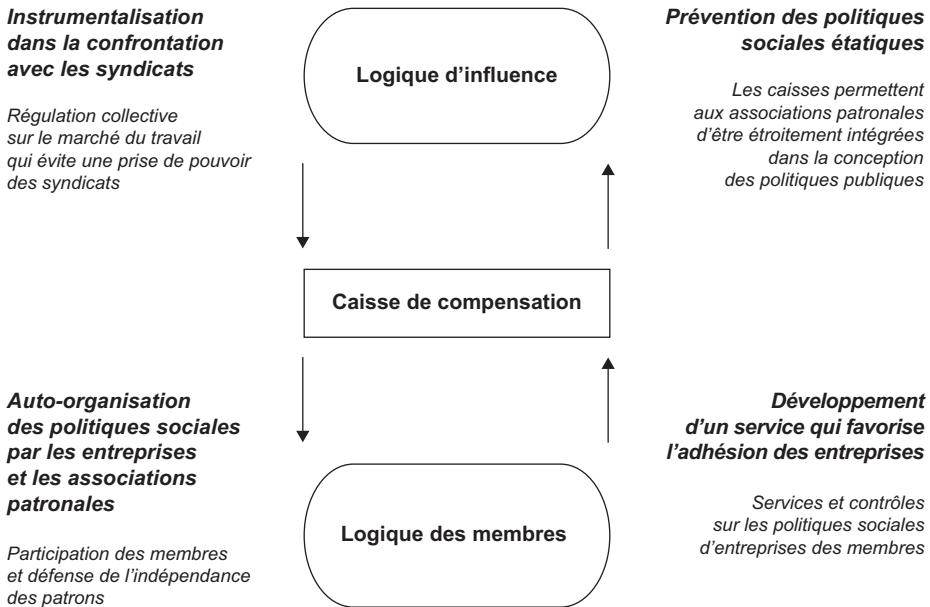 Instrumentalisation
dans la confrontation
avec les syndicats
Régulation collective
sur le marché du travail
qui évite une prise de pouvoir
des syndicats
Logique d’influence
Prévention des politiques
sociales étatiques
Les caisses permettent
aux associations patronales
d’être étroitement intégrées
dans la conception
des politiques publiques
Caisse de compensation
Auto-organisation
des politiques sociales
par les entreprises
et les associations
patronales
Participation des membres
et défense de l’indépendance
des patrons
Logique des membres
Développement
d’un service qui favorise
l’adhésion des entreprises
Services et contrôles
sur les politiques sociales
d’entreprises des membres